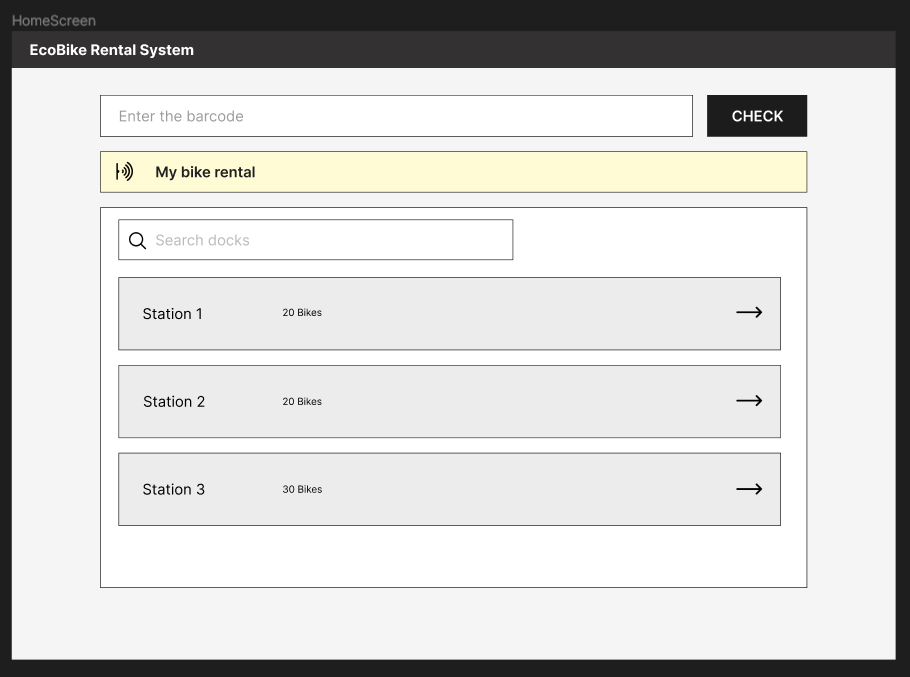 HomeScreen
EcoBike Rental System
Enter the barcode
CHECK
My bike rental
Search docks
Station 1
20 Bikes
Station 2
20 Bikes
Station 3
30 Bikes